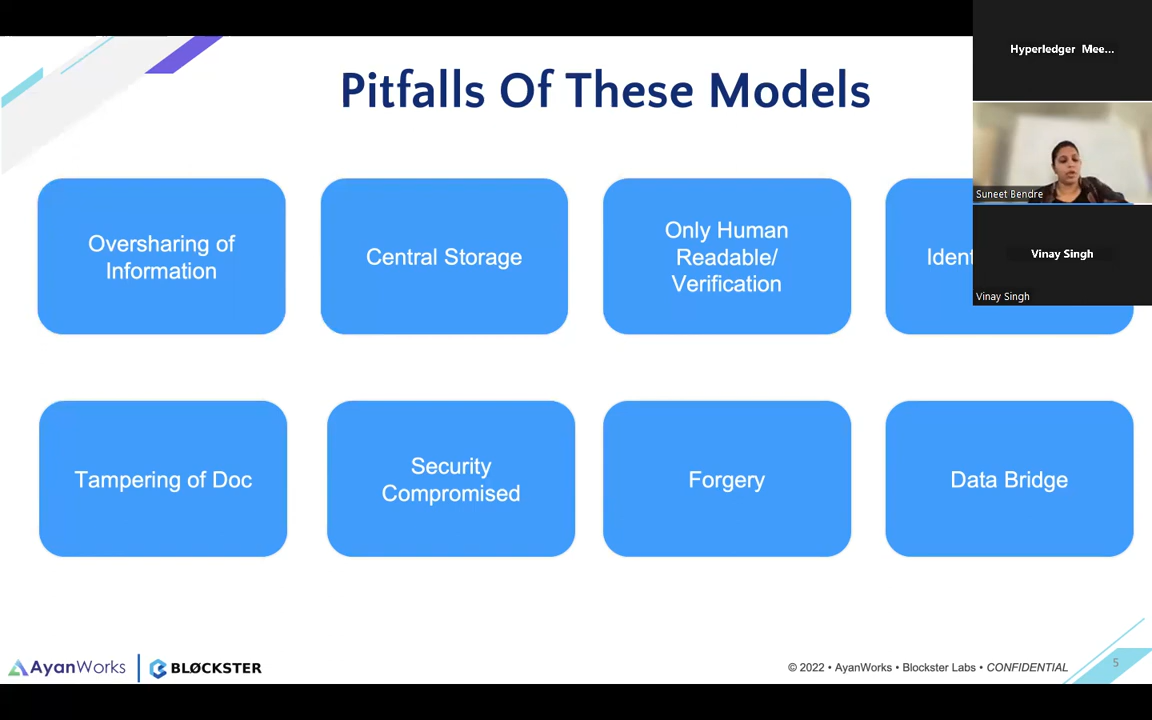 Pitfalls Of These Models
Hyperledger Mee...
Suneet Bendre
Vinay Singh
Vinay Singh
Oversharing of
Information
Central Storage
Only Human
Readable/
Verification
Tampering of Doc
Security
Compromised
Forgery
Data Bridge
AyanWorks
BLØCKSTER
© 2022 • AyanWorks • Blockster Labs • CONFIDENTIAL
5